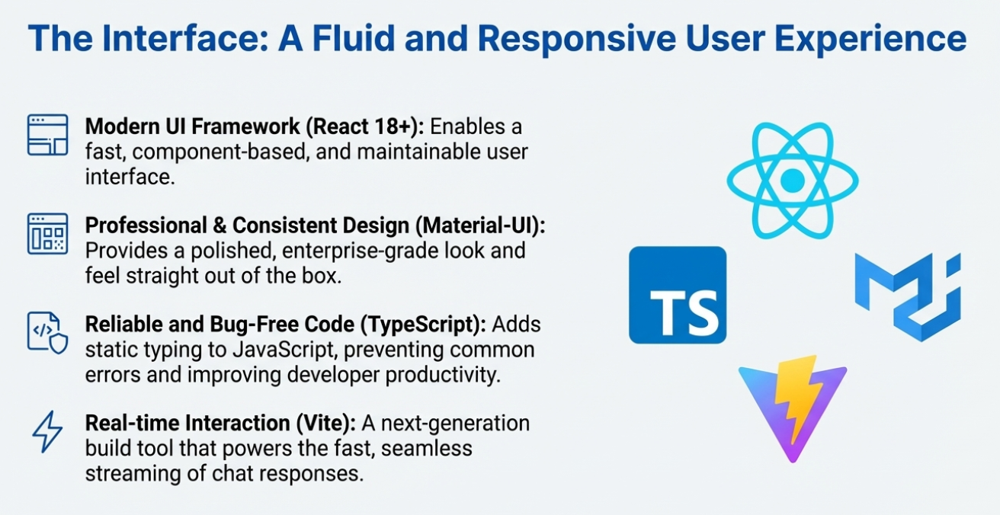 The Interface: A Fluid and Responsive User Experience
Modern UI Framework (React 18+): Enables a
fast, component-based, and maintainable user
interface.
Professional & Consistent Design (Material-UI):
Provides a polished, enterprise-grade look and
feel straight out of the box.
Reliable and Bug-Free Code (TypeScript): Adds
static typing to JavaScript, preventing common
errors and improving developer productivity.
Real-time Interaction (Vite): A next-generation
build tool that powers the fast, seamless
streaming of chat responses.
TS